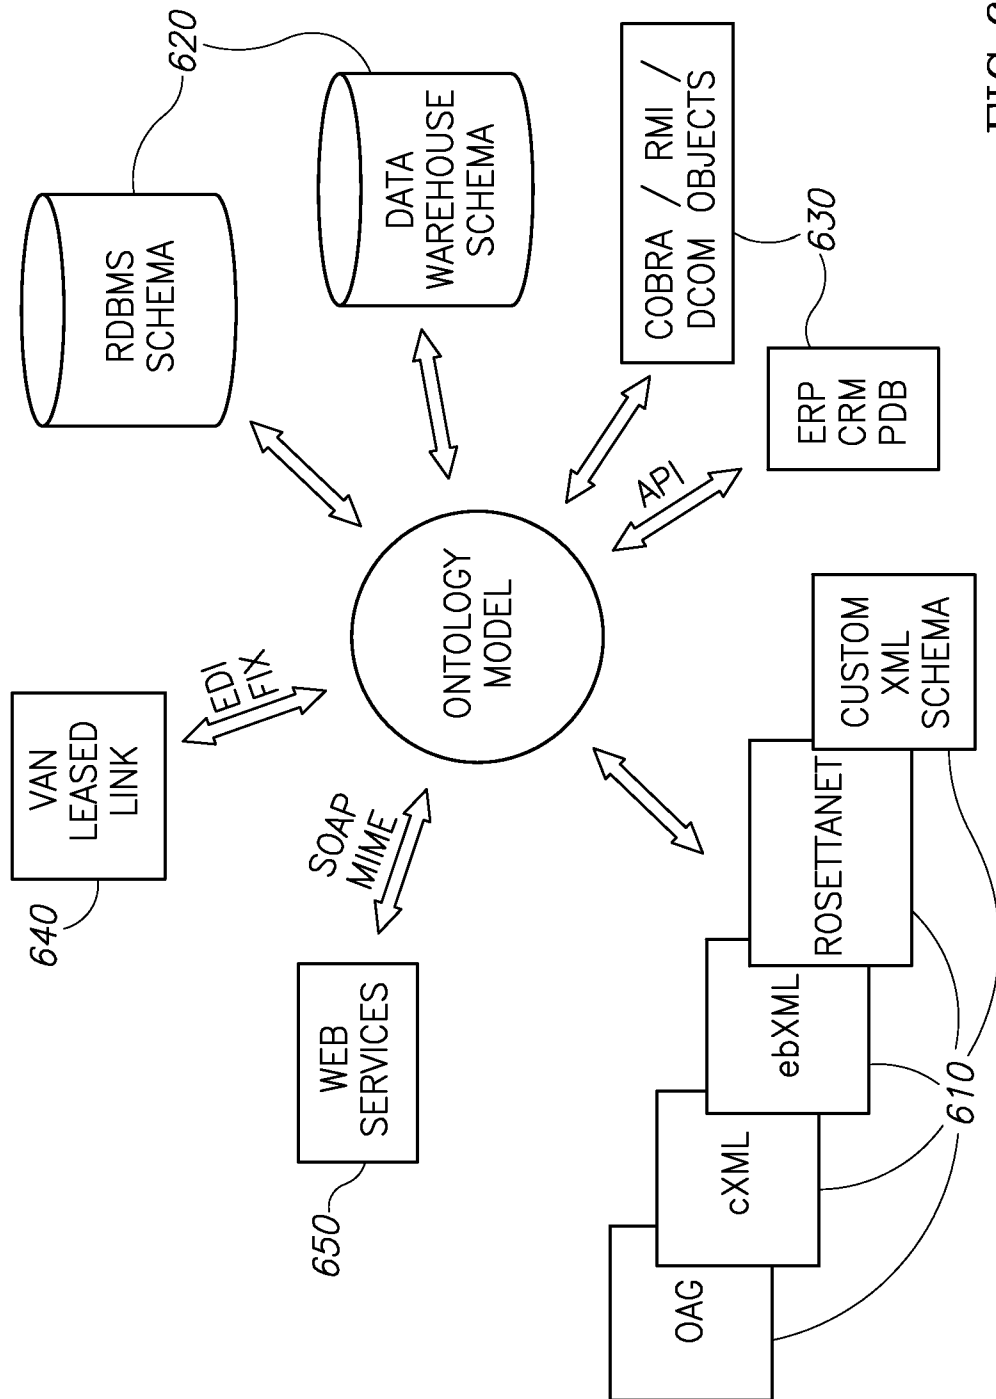 640
VAN
LEASED
LINK
RDBMS
SCHEMA
620
EDI
FIX
650
WEB
SERVICES
SOAP
MIME
DATA
WAREHOUSE
SCHEMA
ONTOLOGY
MODEL
COBRA / RMI /
DCOM OBJECTS
API
630
ERP
CRM
PDB
OAG
cXML
ebXML
ROSETTANET
CUSTOM
XML
SCHEMA
610
FIG.